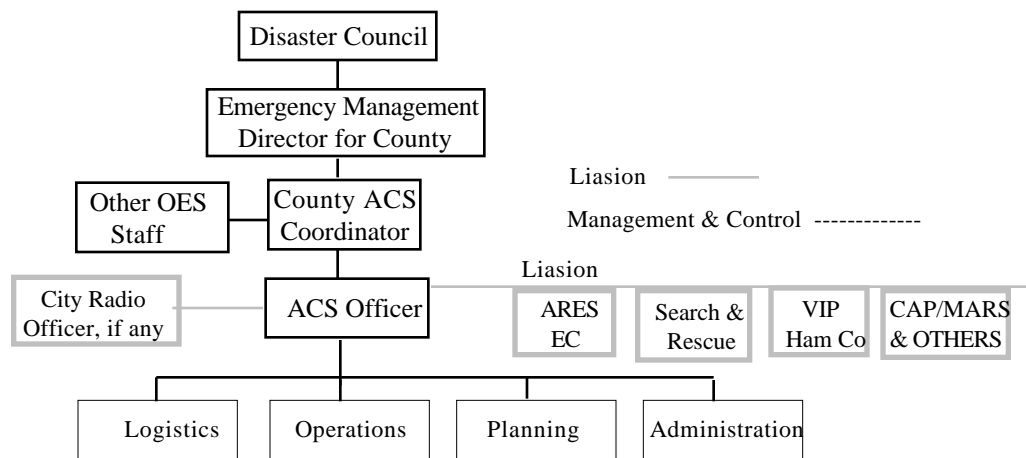 Disaster Council
Emergency Management
Director for County
Liasion
Other OES
Staff
County ACS
Coordinator
Management & Control -------------
Liasion
City Radio
Officer, if any
ACS Officer
ARES
EC
Search &
Rescue
VIP
Ham Co
CAP/MARS
& OTHERS
Logistics
Operations
Planning
Administration